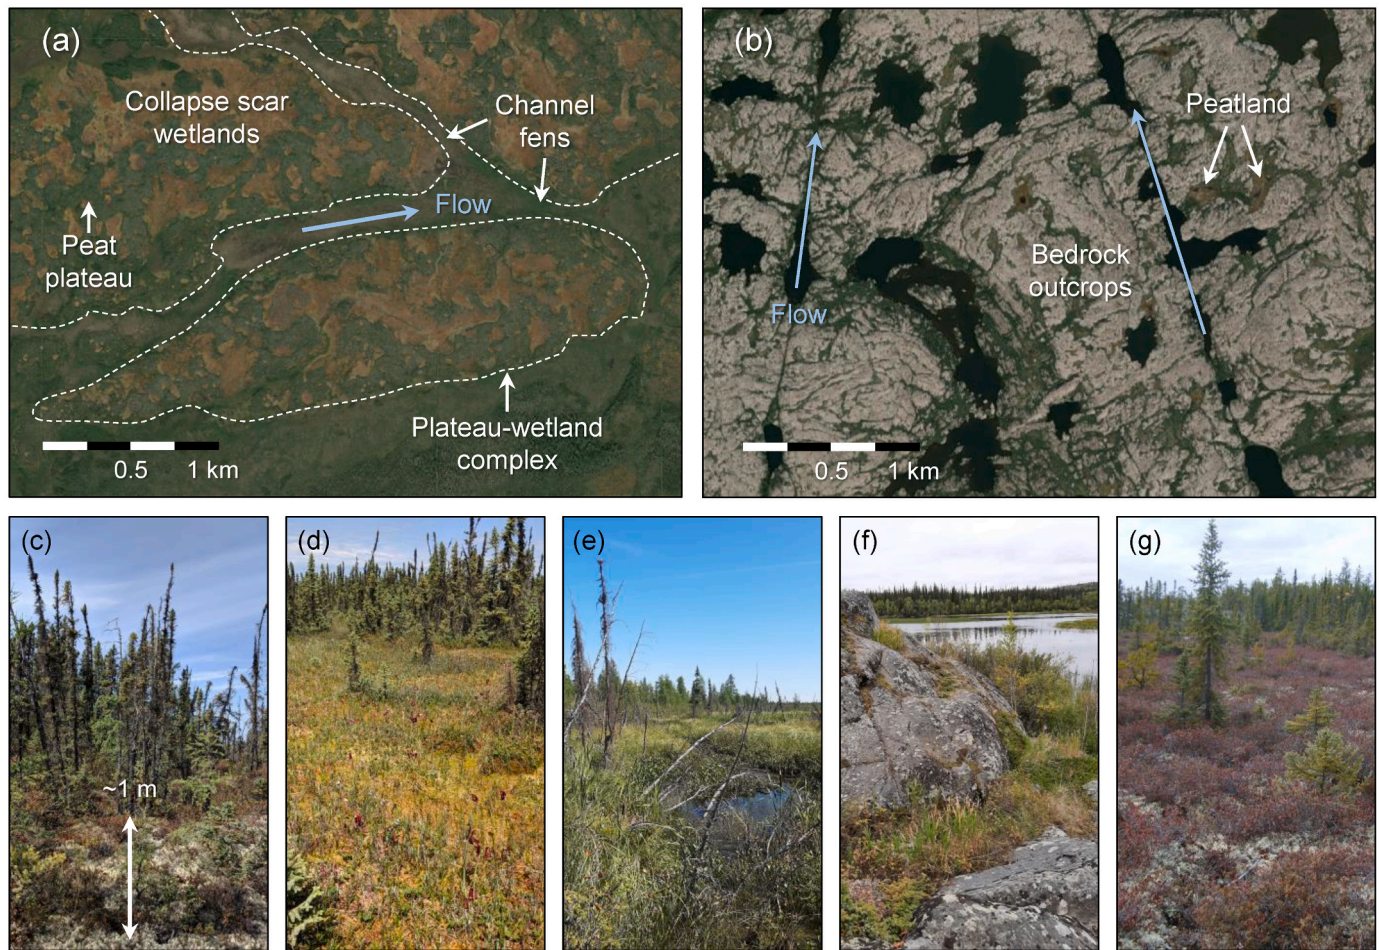 (a)
Collapse scar
wetlands
Channel
fens
Flow
Peat
plateau
Plateau-wetland
complex
0.5
1 km
(b)
Peatland
Bedrock
outcrops
Flow
0.5
1 km
(c)
~1 m
(d)
(e)
(f)
(g)